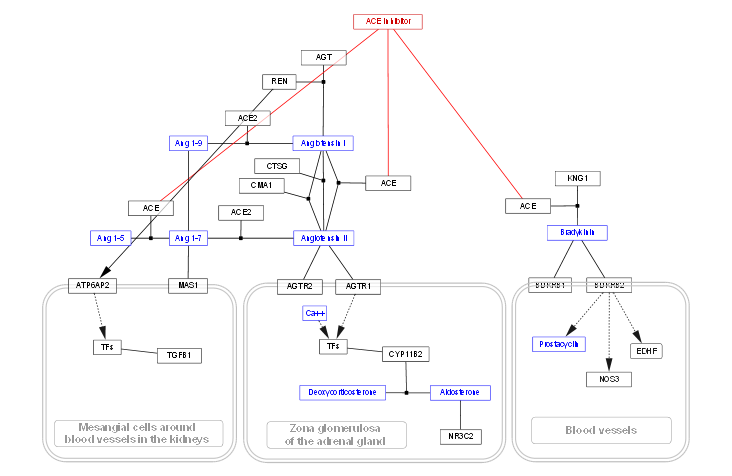 ACE Inhibitor
AGT
REN
ACE2
Ang 1-9
Angiotensin I
CTSG
CMA1
ACE
KNG1
ACE
ACE2
ACE
Bradykinin
Ang 1-5
Ang 1-7
Angiotensin II
ATP6AP2
MAS1
AGTR2
AGTR1
BDKRB1
BDKRB2
Ca++
TFs
TGFB1
TFs
CYP11B2
Prostacyclin
EDHF
NOS3
Deoxycorticosterone
Aldosterone
NR3C2
Mesangial cells around
blood vessels in the kidneys
Zona glomerulosa
of the adrenal gland
Blood vessels